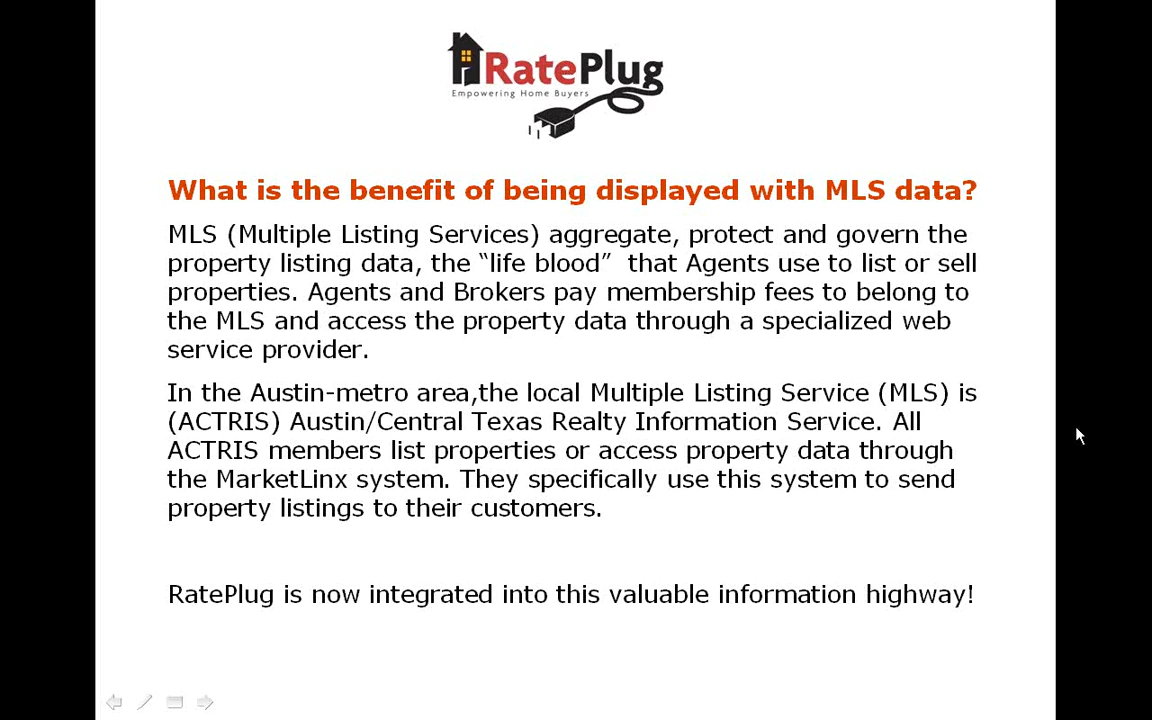 RatePlug
Empowering Home Buyers
What is the benefit of being displayed with MLS data?
MLS (Multiple Listing Services) aggregate, protect and govern the
property listing data, the “life blood”  that Agents use to list or sell
properties. Agents and Brokers pay membership fees to belong to
the MLS and access the property data through a specialized web
service provider.
In the Austin-metro area,the local Multiple Listing Service (MLS) is
(ACTRIS) Austin/Central Texas Realty Information Service. All
ACTRIS members list properties or access property data through
the MarketLinx system. They specifically use this system to send
property listings to their customers.
RatePlug is now integrated into this valuable information highway!